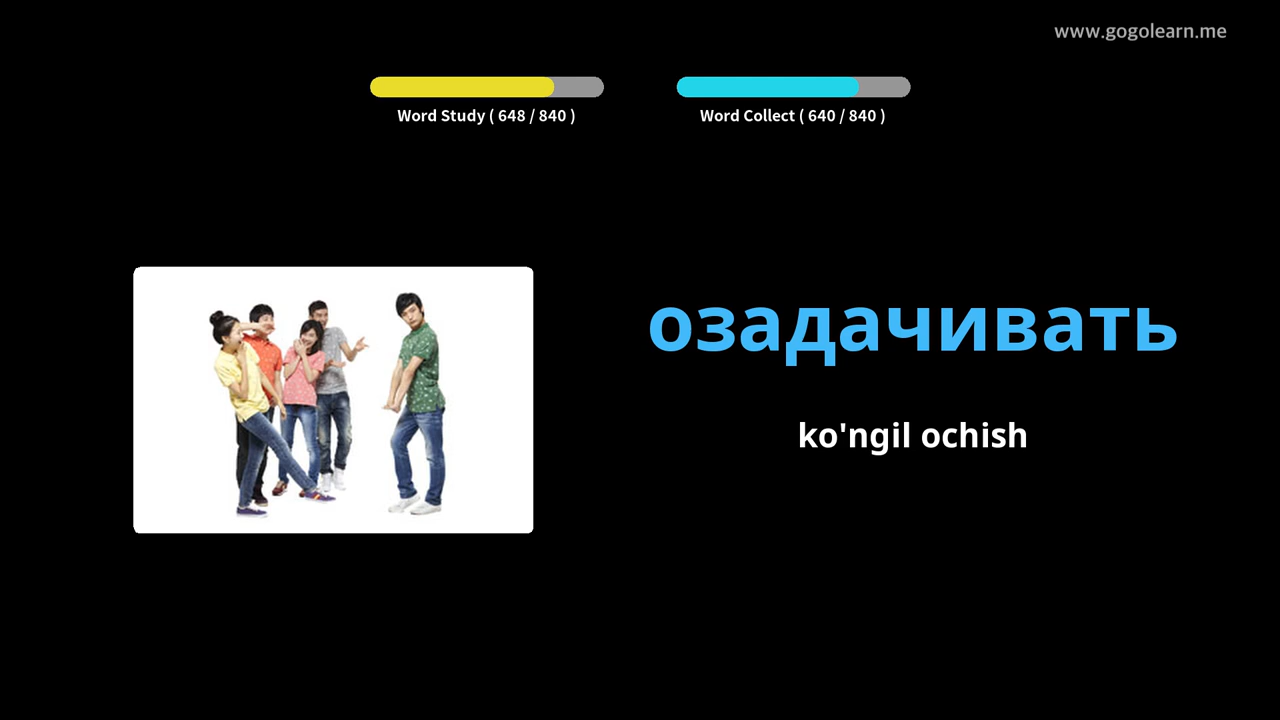 www.gogolearn.me
Word Study ( 648 / 840 )
Word Collect ( 640 / 840 )
озадачивать
ko'ngil ochish